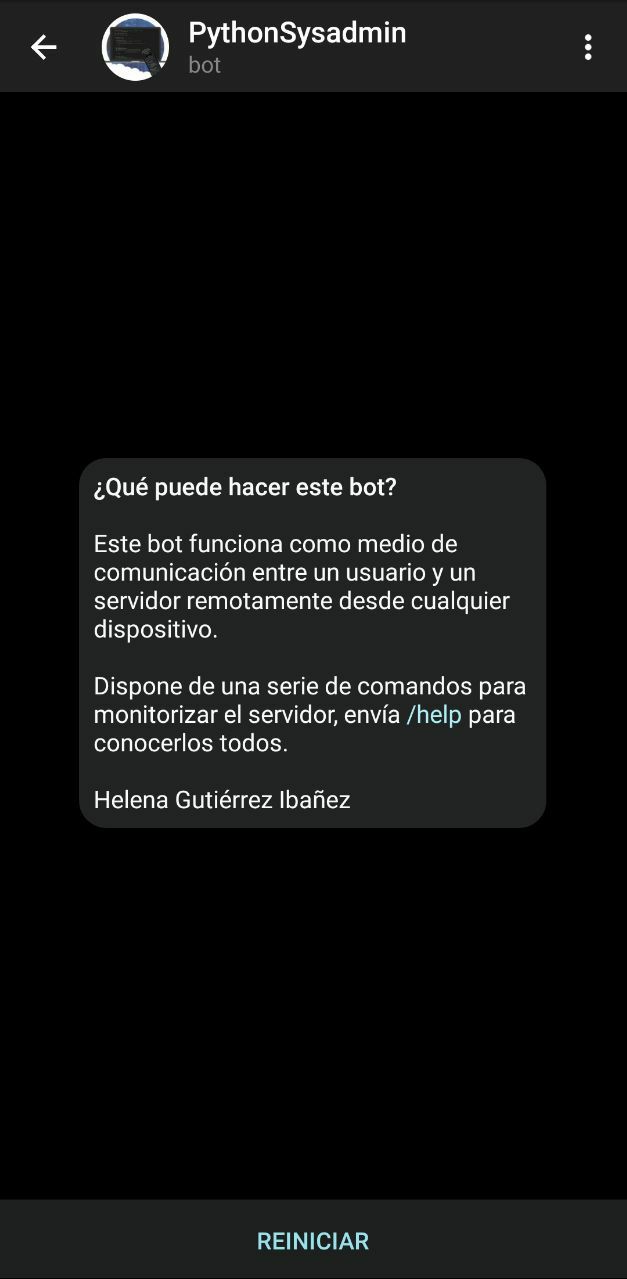 PythonSysadmin
bot
¿Qué puede hacer este bot?
Este bot funciona como medio de
comunicación entre un usuario y un
servidor remotamente desde cualquier
dispositivo.
Dispone de una serie de comandos para
monitorizar el servidor, envía /help para
conocerlos todos.
Helena Gutiérrez Ibañez
REINICIAR